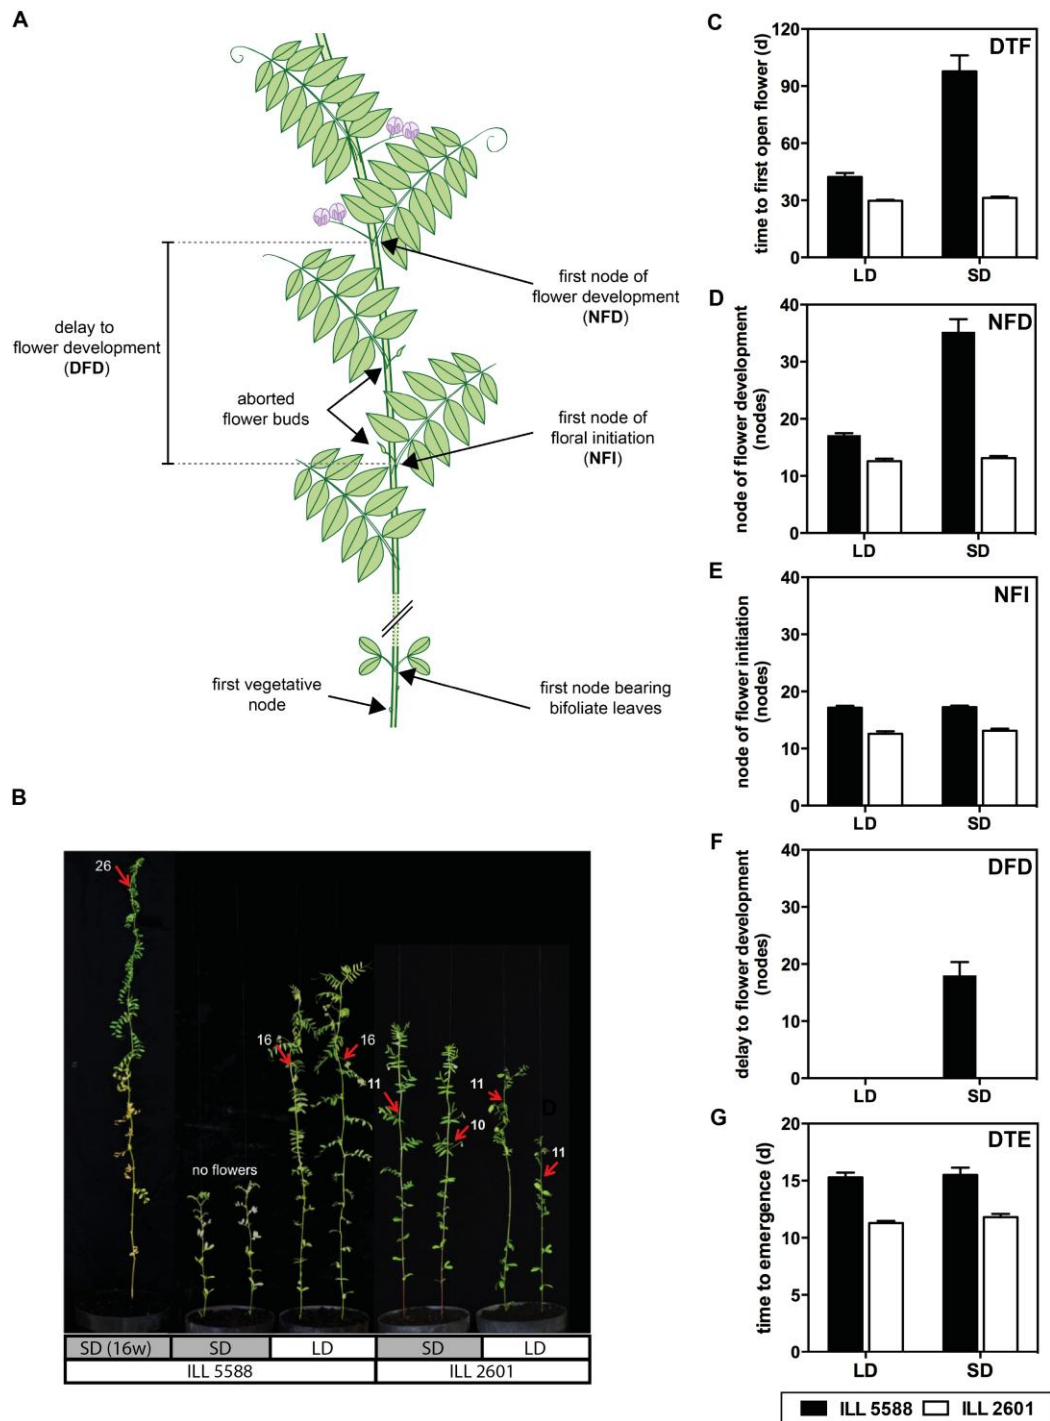 A
delay to
flower development
(DFD)
first node of
flower development
(NFD)
aborted
flower buds
first node of
floral initiation
(NFI)
first vegetative
node
first node bearing
bifoliate leaves
B
26
no flowers
16
16
11
10
11
11
D
SD (16w)
SD
LD
SD
LD
ILL 5588
ILL 2601
C
DTF
time to first open flower (d)
120
90
60
30
0
LD
SD
D
NFD
node of flower development
(nodes)
40
30
20
10
0
LD
SD
E
NFI
node of flower initiation
(nodes)
40
30
20
10
0
LD
SD
F
DFD
delay to flower development
(nodes)
40
30
20
10
0
LD
SD
G
DTE
time to emergence (d)
20
15
10
5
0
LD
SD
ILL 5588
ILL 2601